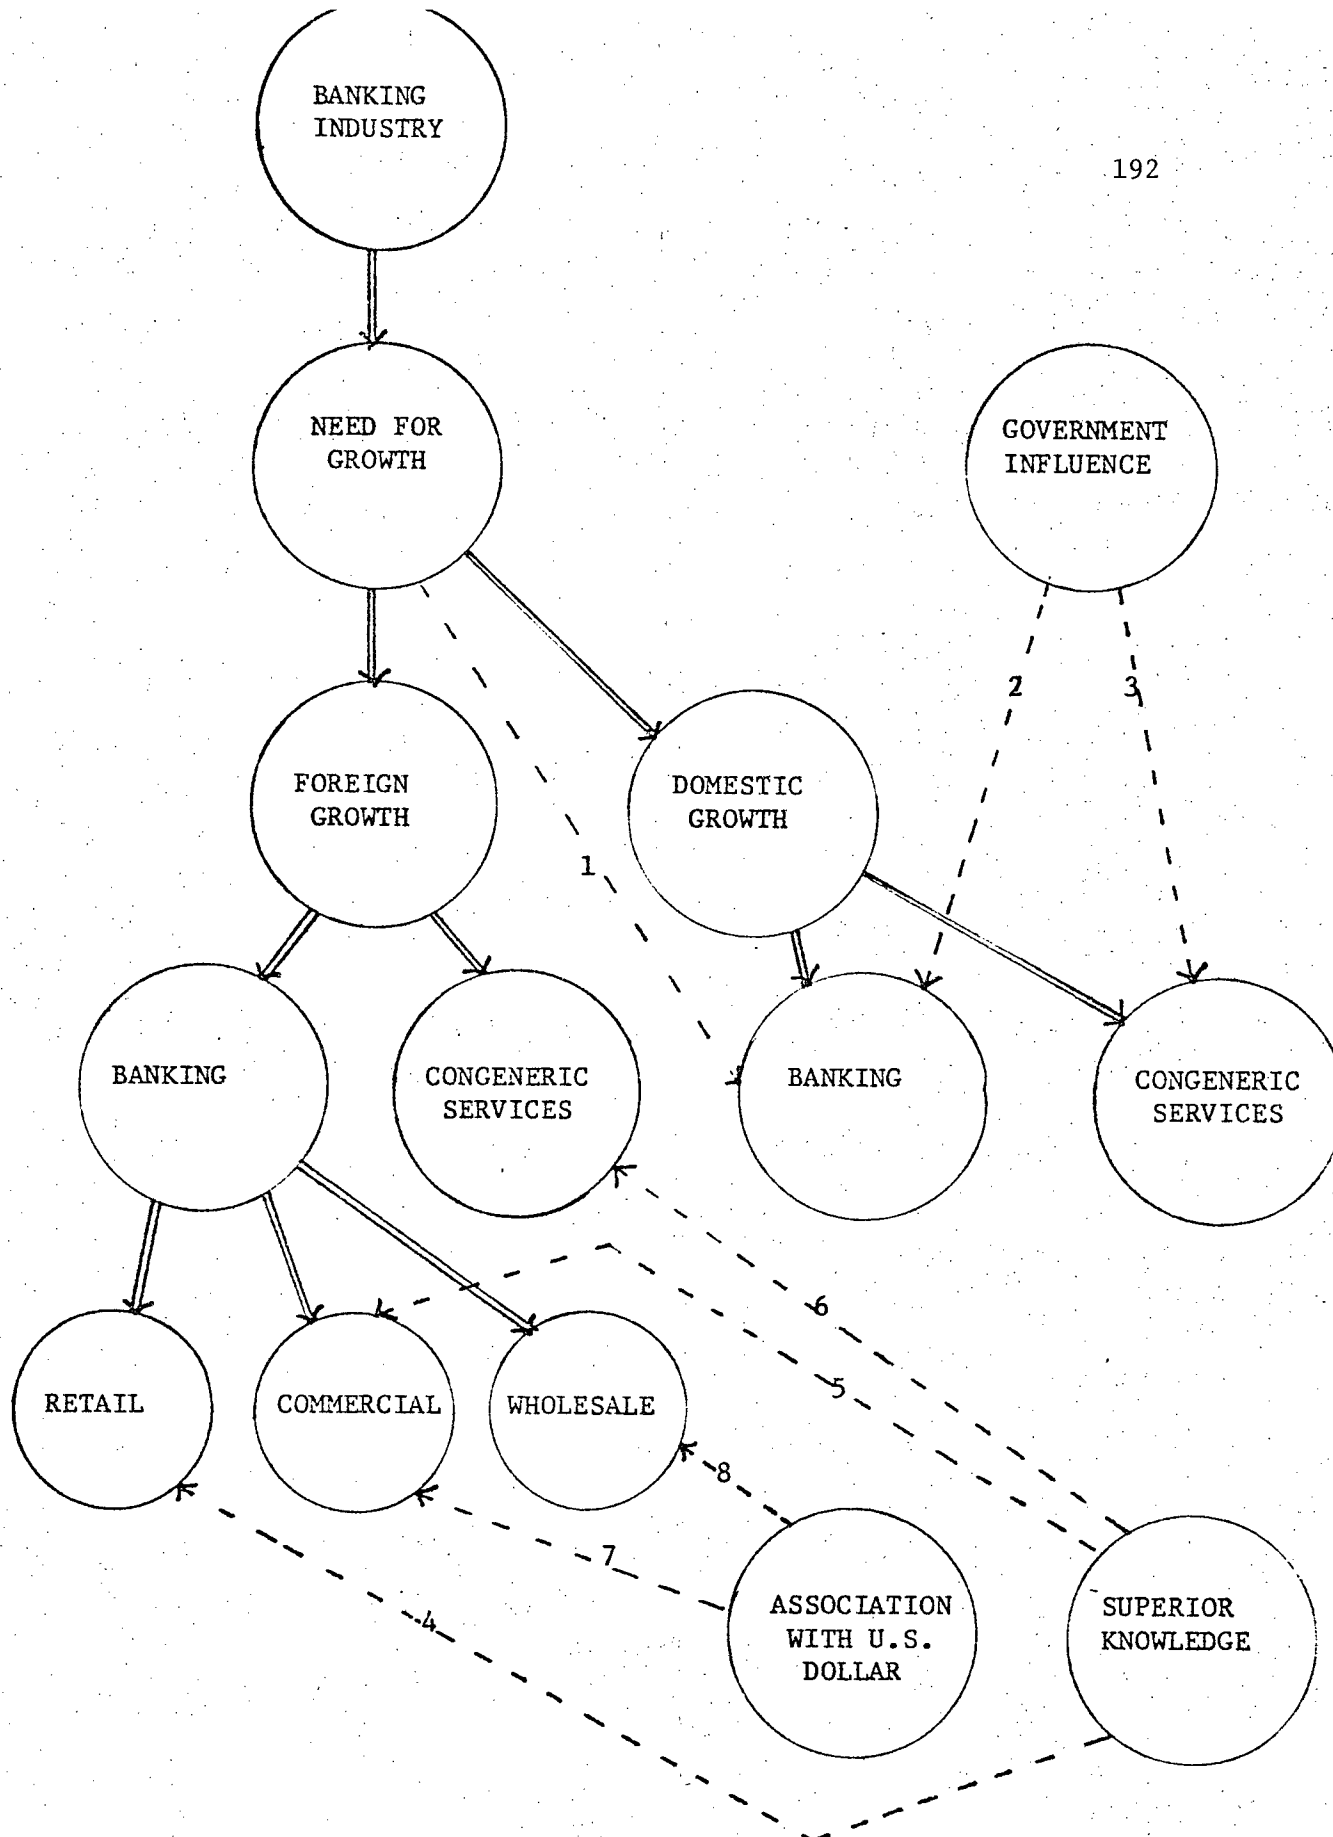 BANKING
INDUSTRY
192
NEED FOR
GROWTH
GOVERNMENT
INFLUENCE
2
3
FOREIGN
GROWTH
DOMESTIC
GROWTH
1
BANKING
CONGENERIC
SERVICES
BANKING
CONGENERIC
SERVICES
6
5
RETAIL
COMMERCIAL
WHOLESALE
8
7
4
ASSOCIATION
WITH U.S.
DOLLAR
SUPERIOR
KNOWLEDGE